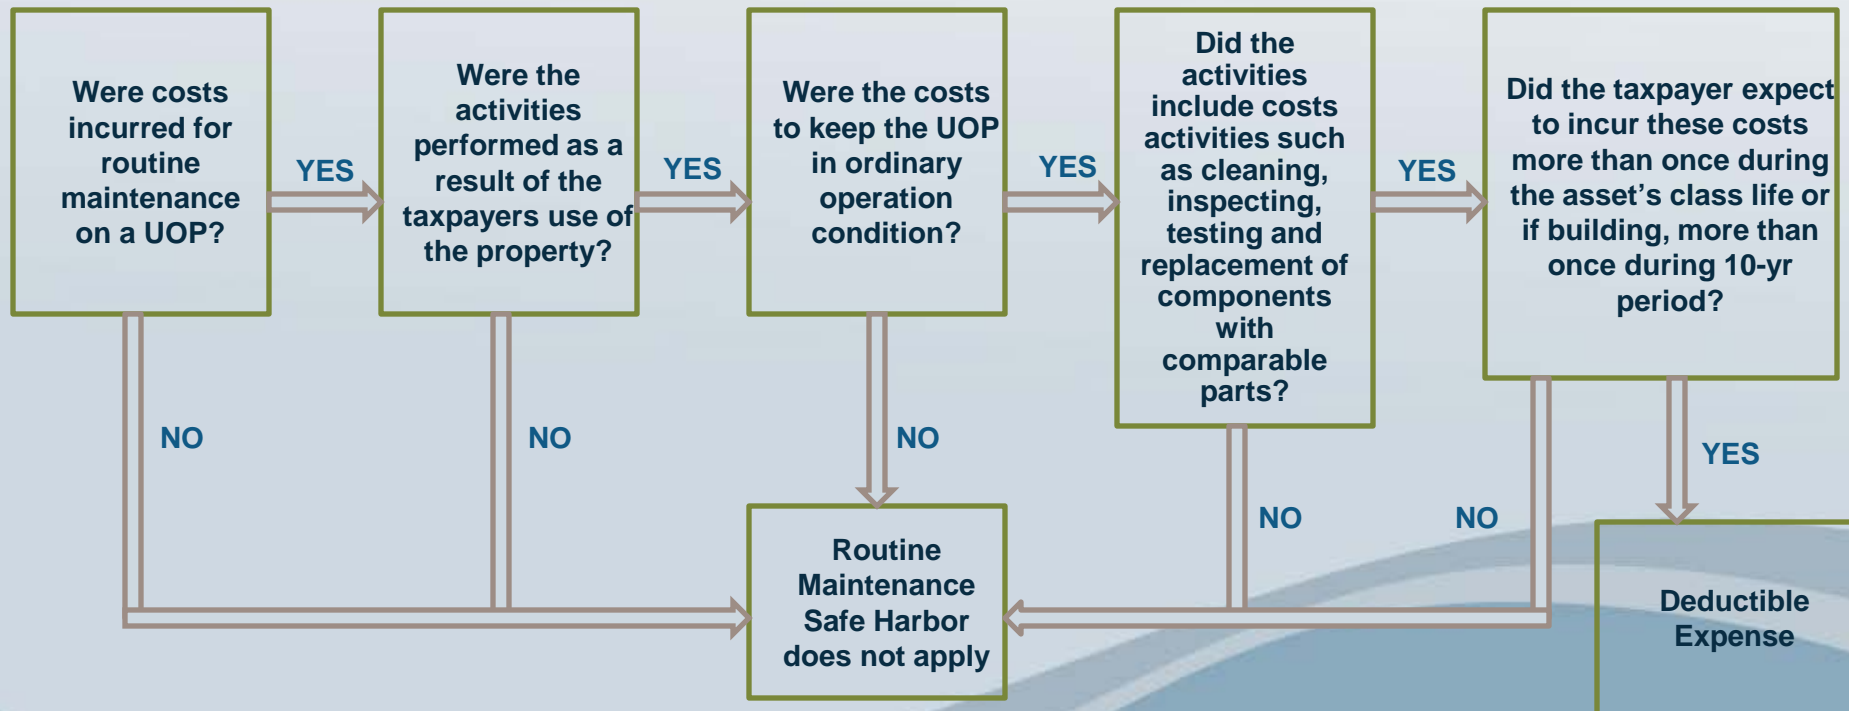 Were costs
incurred for
routine
maintenance
on a UOP?
YES
Were the
activities
performed as a
result of the
taxpayers use of
the property?
YES
Were the costs
to keep the UOP
in ordinary
operation
condition?
YES
Did the
activities
include costs
activities such
as cleaning,
inspecting,
testing and
replacement of
components
with
comparable
parts?
YES
Did the taxpayer expect
to incur these costs
more than once during
the asset’s class life or
if building, more than
once during 10-yr
period?
NO
NO
NO
NO
NO
YES
Routine
Maintenance
Safe Harbor
does not apply
Deductible
Expense